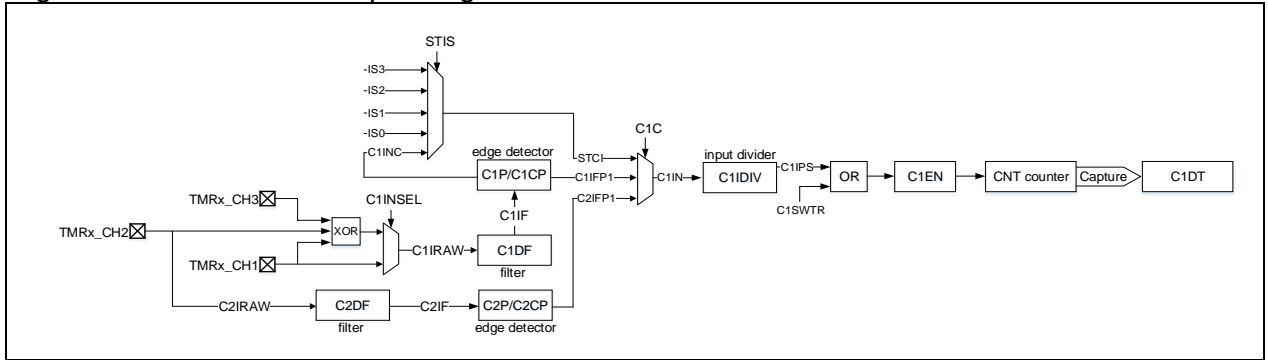 STIS
-IS3
-IS2
-IS1
-IS0
C1INC
edge detector
C1P/C1CP
STCI
C1IFP1
C2IFP1
C1C
C1IN
input divider
C1IDIV
C1IPS
C1SWTR
OR
C1EN
CNT counter
Capture
C1DT
TMRx_CH3
TMRx_CH2
TMRx_CH1
XOR
C1INSEL
C1IRAW
C1IF
C1DF
filter
C2IRAW
C2DF
filter
C2IF
C2P/C2CP
edge detector